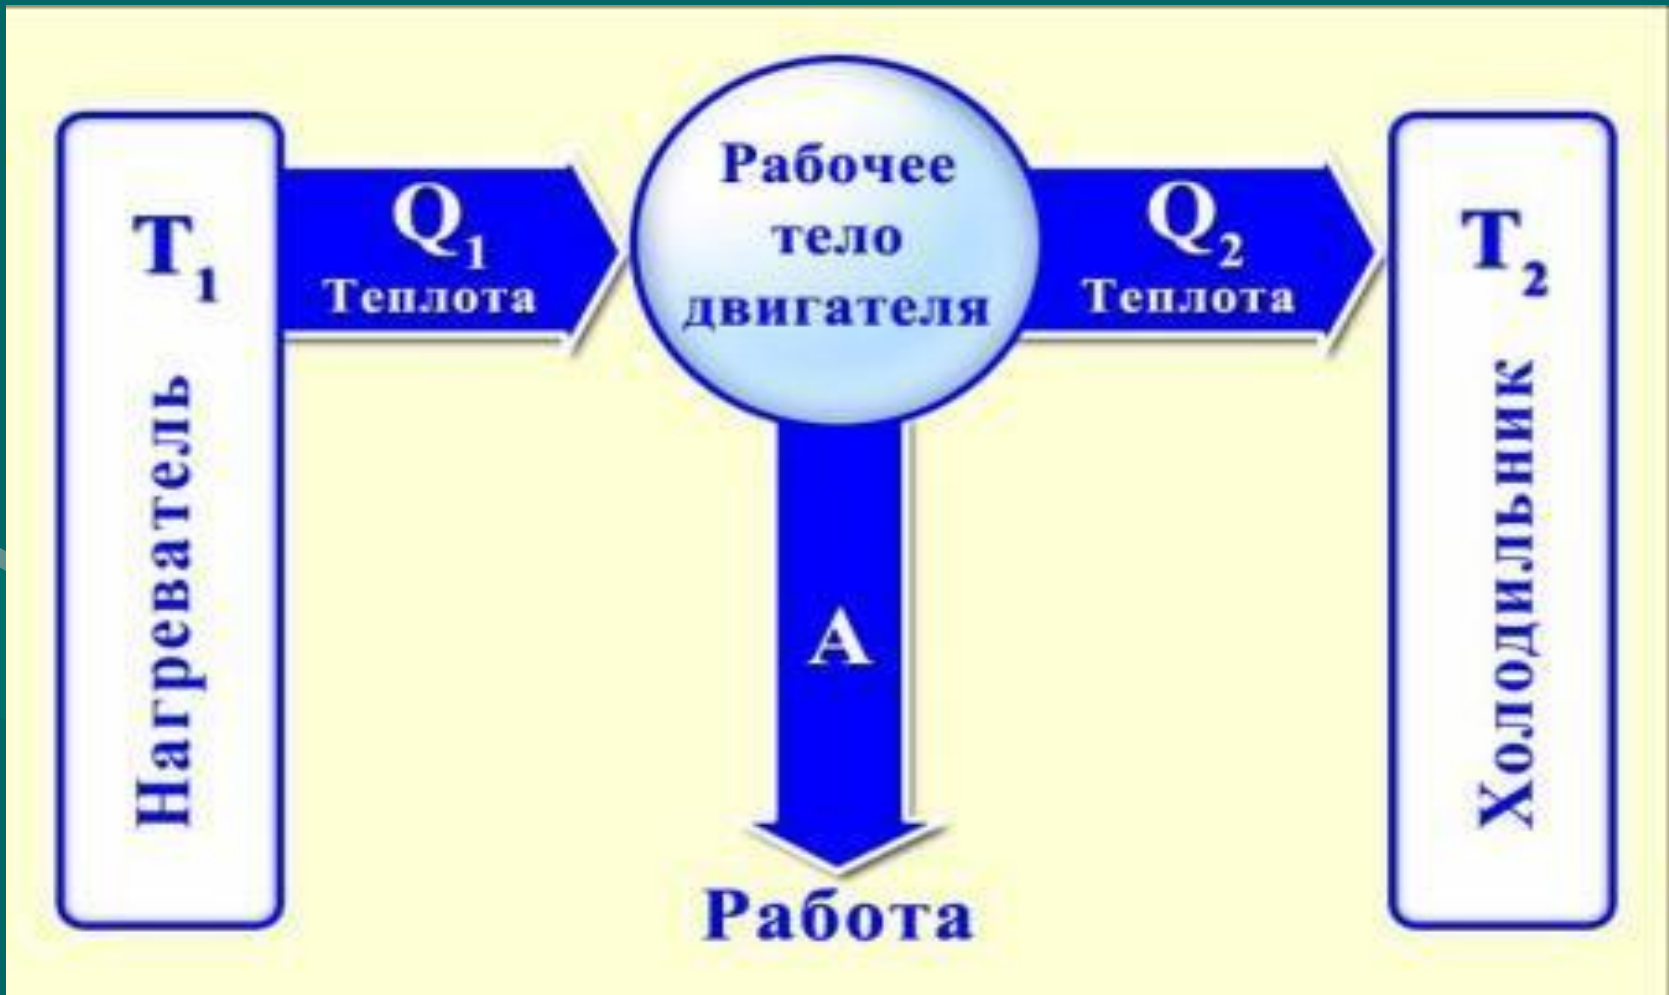 T1
Нагреватель
Q1
Теплота
Рабочее
тело
двигателя
Q2
Теплота
T2
Холодильник
А
Работа